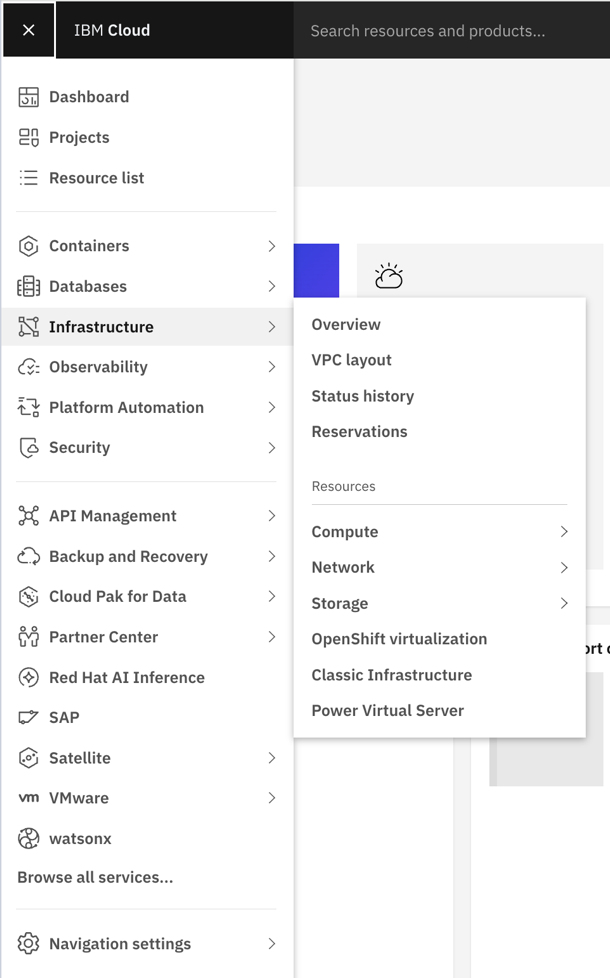 IBM Cloud
Search resources and products...
Dashboard
Projects
Resource list
Containers
Databases
Infrastructure
Observability
Platform Automation
Security
API Management
Backup and Recovery
Cloud Pak for Data
Partner Center
Red Hat AI Inference
SAP
Satellite
vm VMware
watsonx
Browse all services...
Navigation settings
Overview
VPC layout
Status history
Reservations
Resources
Compute
Network
Storage
OpenShift virtualization
Classic Infrastructure
Power Virtual Server